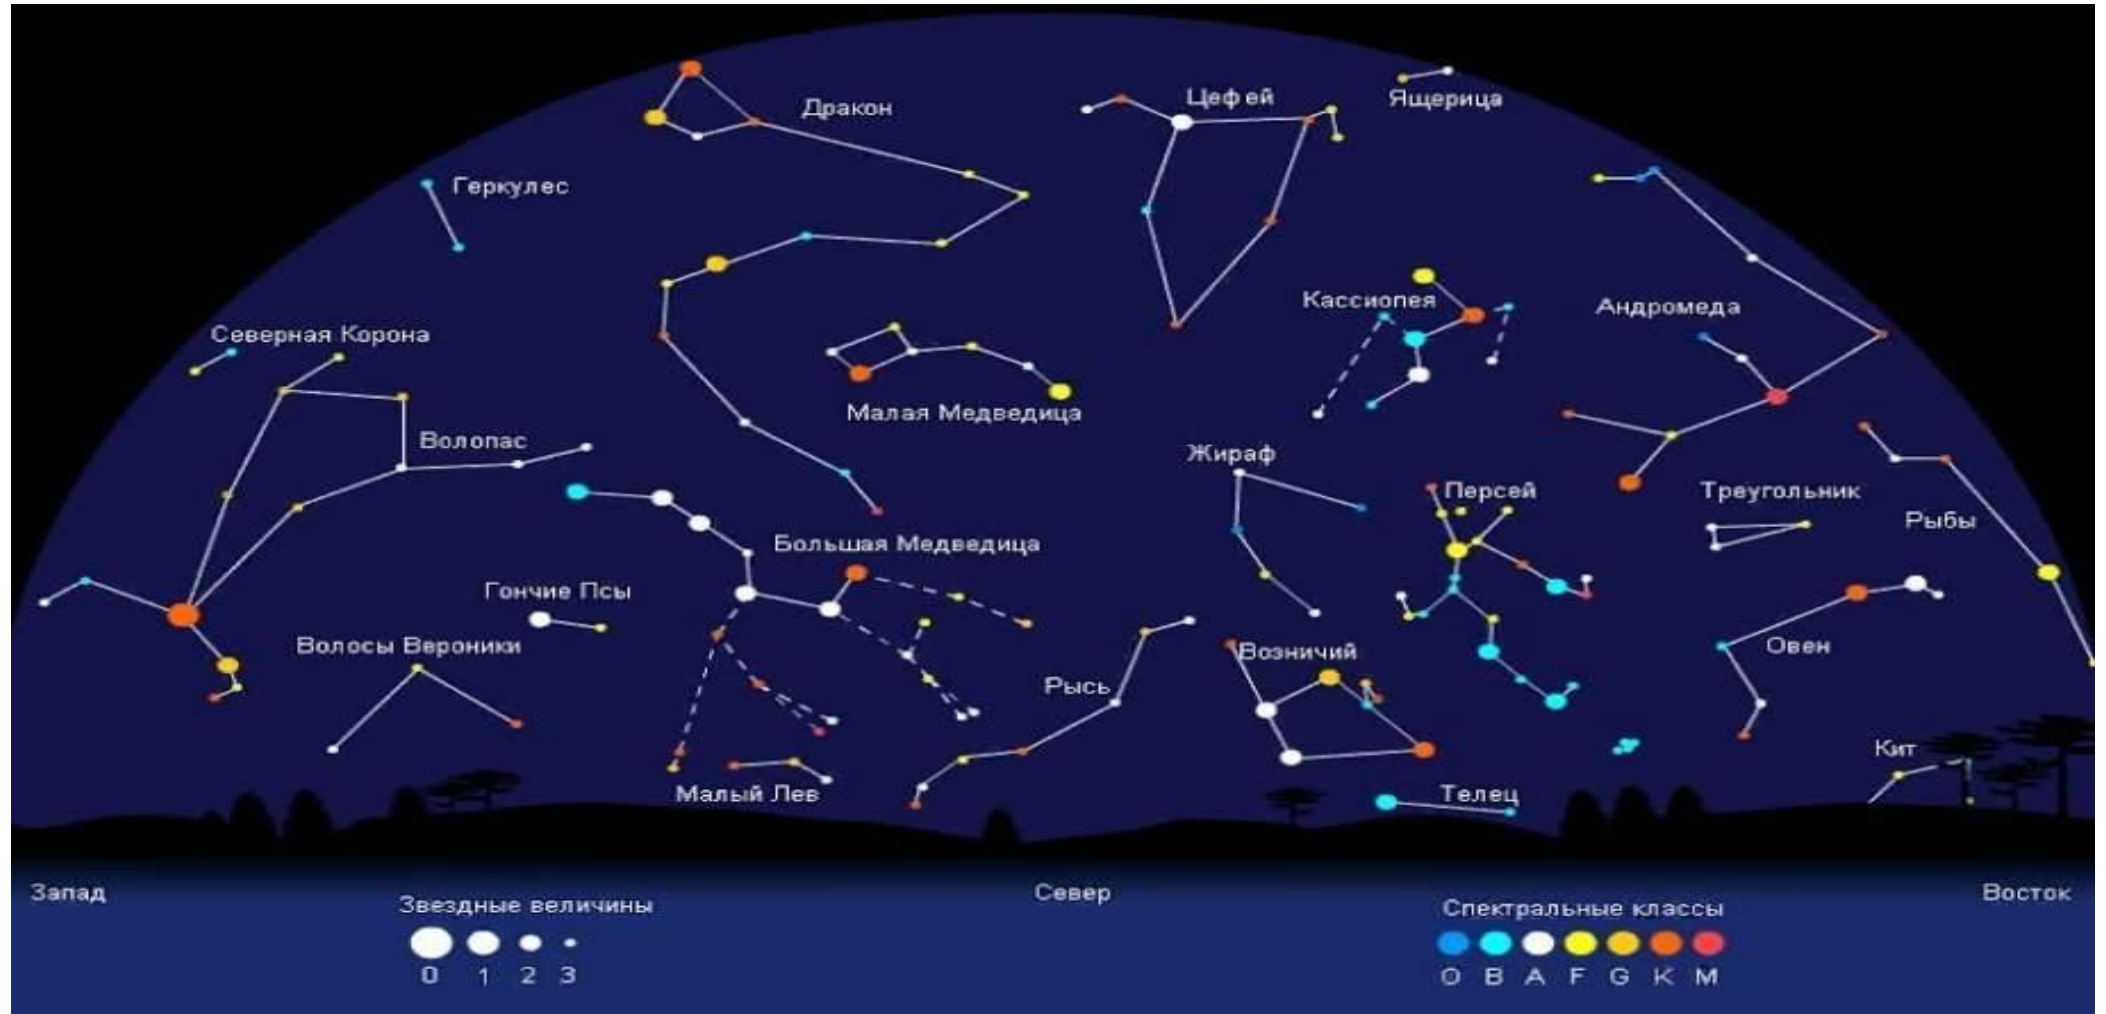 Дракон
Цефей
Ящерица
Геркулес
Кассиопея
Андромеда
Северная Корона
Малая Медведица
Волопас
Жираф
Персей
Треугольник
Рыбы
Большая Медведица
Гончие Псы
Волосы Вероники
Возничий
Овен
Рысь
Кит
Малый Лев
Телец
Запад
Север
Восток
Звездные величины
0 1 2 3
Спектральные классы
O B A F G K M